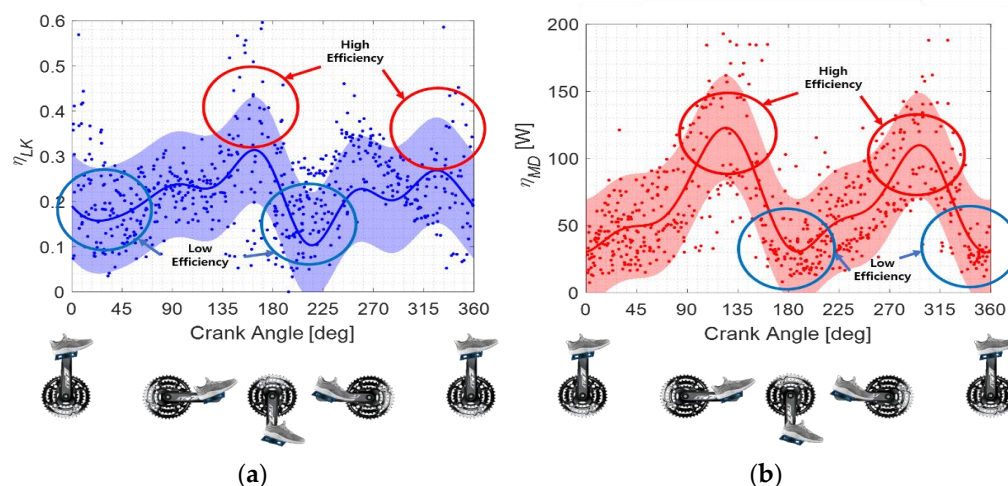 0.6
0.5
0.4
0.3
0.2
0.1
0
η_LK
High
Efficiency
Low
Efficiency
0 45 90 135 180 225 270 315 360
Crank Angle [deg]
(a)
200
150
100
50
0
η_MD [W]
High
Efficiency
Low
Efficiency
0 45 90 135 180 225 270 315 360
Crank Angle [deg]
(b)